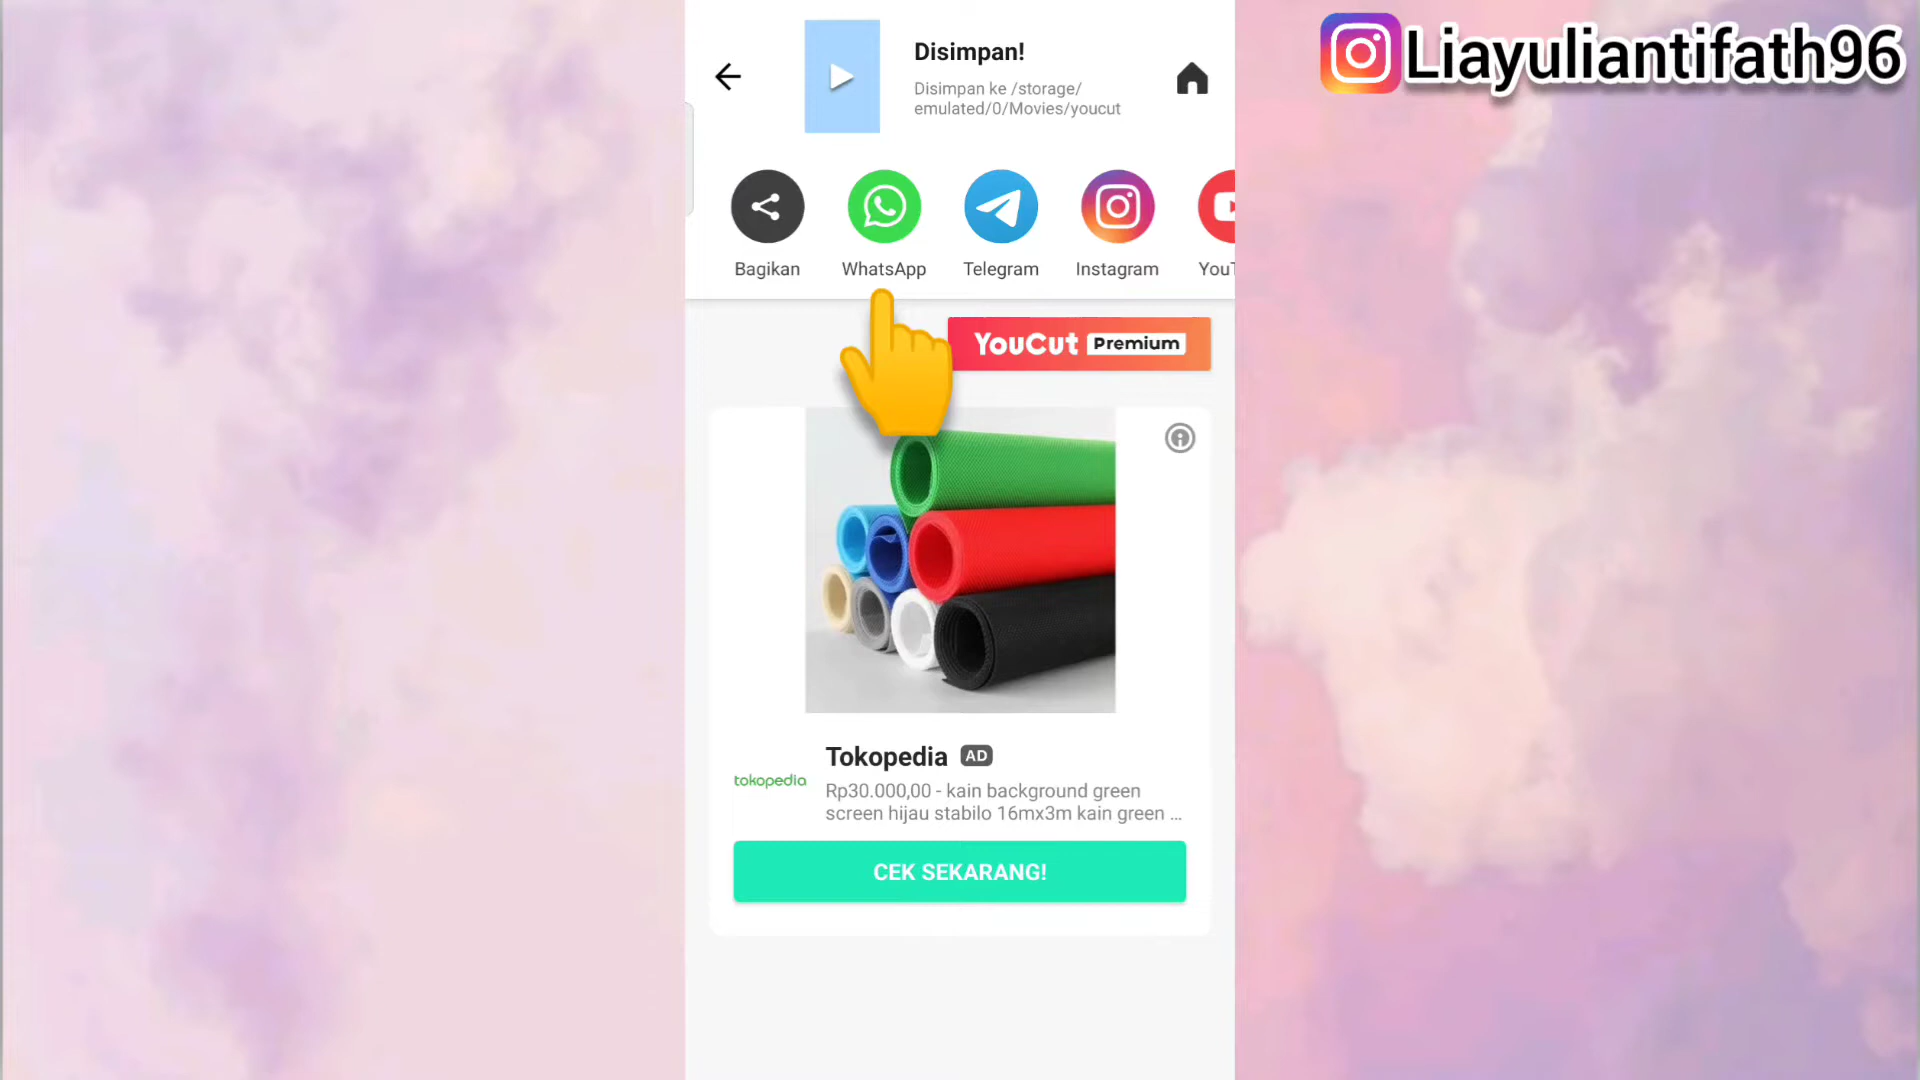 Liayuliantifath96
Disimpan!
Disimpan ke /storage/
emulated/0/Movies/youcut
Bagikan
WhatsApp
Telegram
Instagram
YouT
YouCut Premium
Tokopedia AD
tokopedia
Rp30.000,00 - kain background green
screen hijau stabilo 16mx3m kain green ...
CEK SEKARANG!